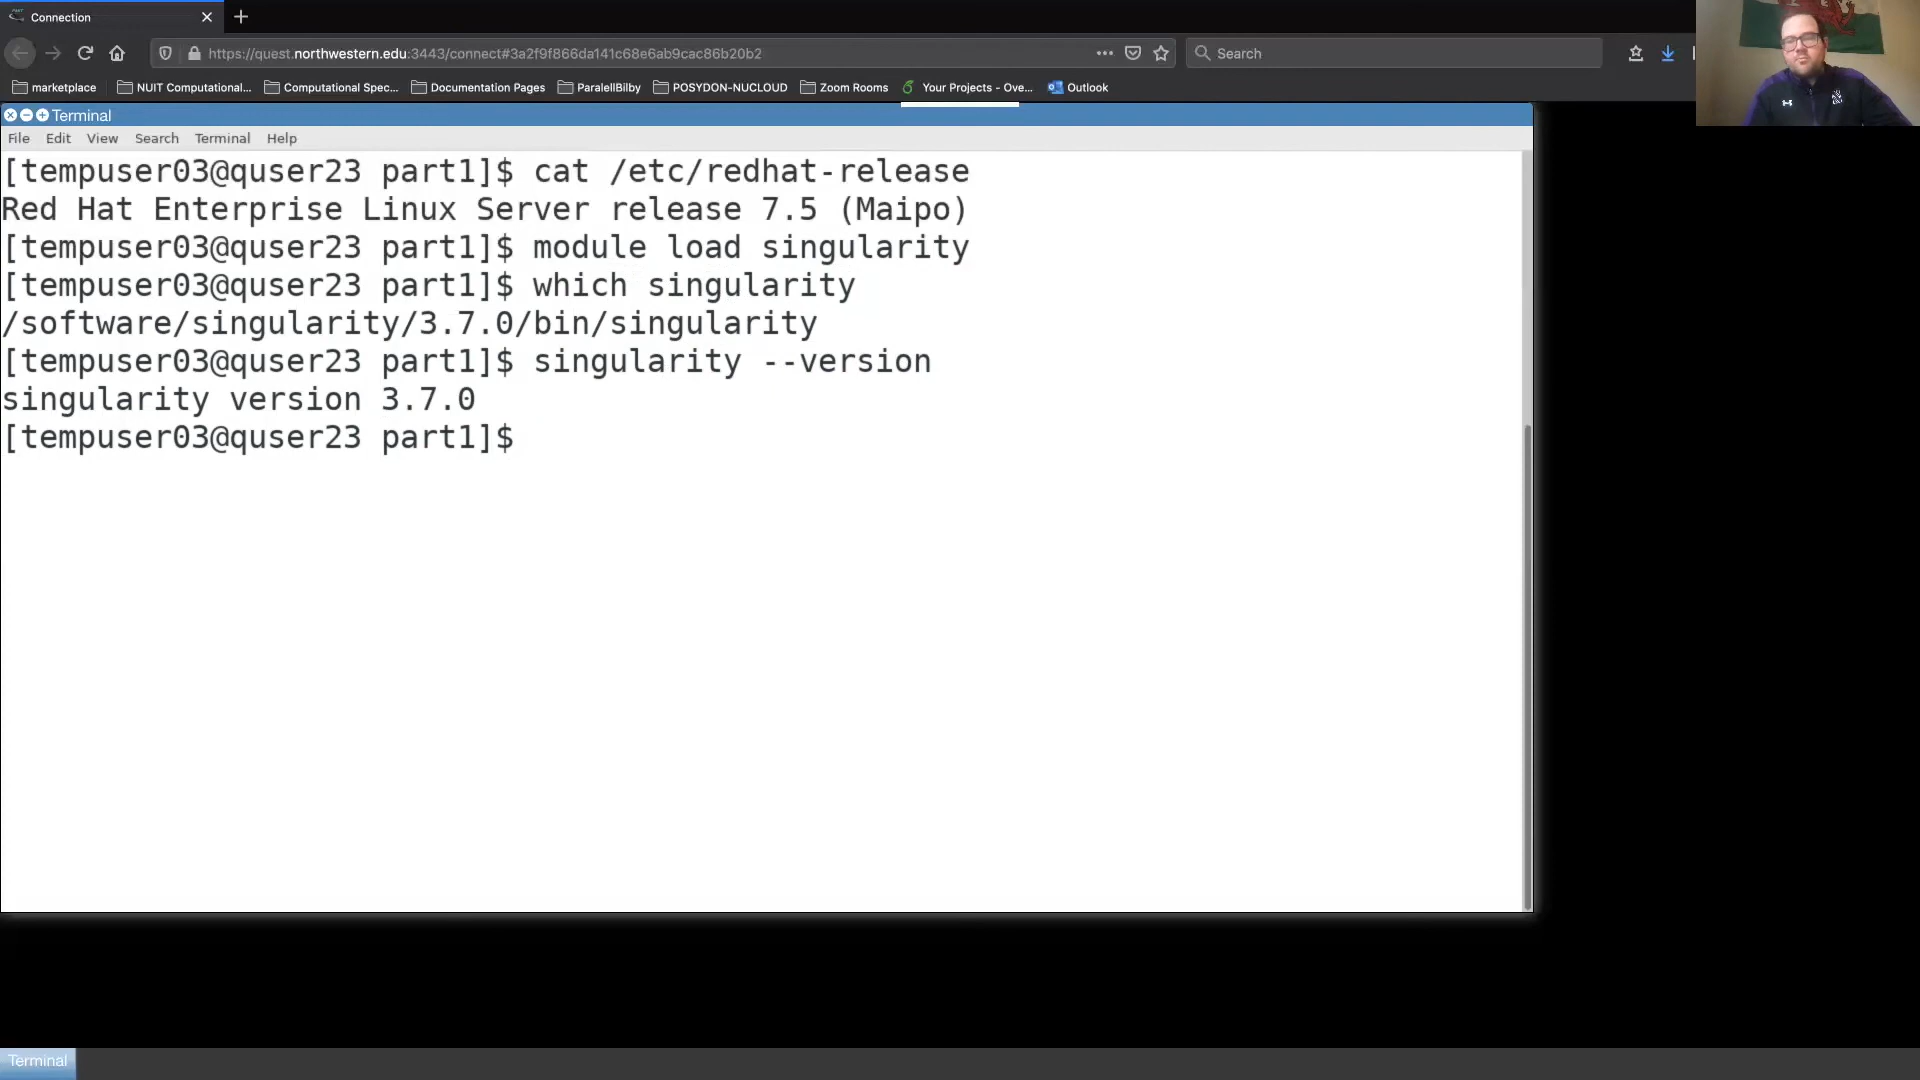 Connection
https://quest.northwestern.edu:3443/connect#3a2f9f866da141c68e6ab9cac86b20b2
Search
marketplace NUIT Computational... Computational Spec... Documentation Pages ParalellBilby POSYDON-NUCLOUD Zoom Rooms Your Projects - Ove... Outlook
Terminal
File Edit View Search Terminal Help
[tempuser03@quser23 part1]$ cat /etc/redhat-release
Red Hat Enterprise Linux Server release 7.5 (Maipo)
[tempuser03@quser23 part1]$ module load singularity
[tempuser03@quser23 part1]$ which singularity
/software/singularity/3.7.0/bin/singularity
[tempuser03@quser23 part1]$ singularity --version
singularity version 3.7.0
[tempuser03@quser23 part1]$
Terminal